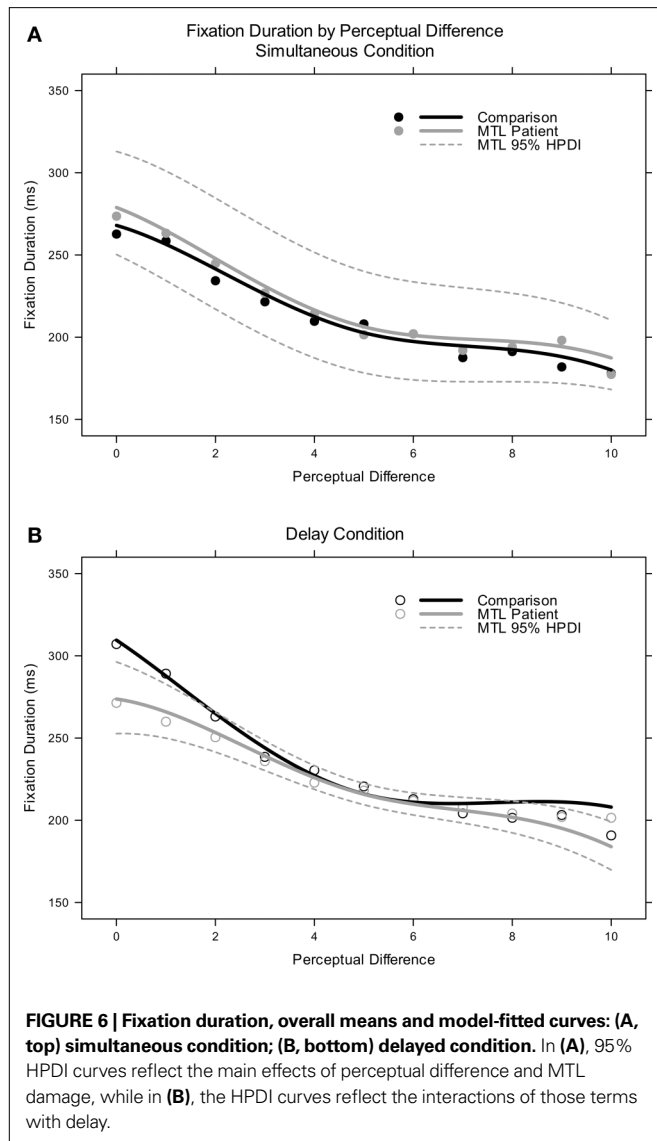 A
Fixation Duration by Perceptual Difference
Simultaneous Condition
Comparison
MTL Patient
MTL 95% HPDI
350
300
250
200
150
Fixation Duration (ms)
0 2 4 6 8 10
Perceptual Difference
B
Delay Condition
Comparison
MTL Patient
MTL 95% HPDI
350
300
250
200
150
Fixation Duration (ms)
0 2 4 6 8 10
Perceptual Difference
FIGURE 6 | Fixation duration, overall means and model-fitted curves: (A,
top) simultaneous condition; (B, bottom) delayed condition. In (A), 95%
HPDI curves reflect the main effects of perceptual difference and MTL
damage, while in (B), the HPDI curves reflect the interactions of those
terms with delay.